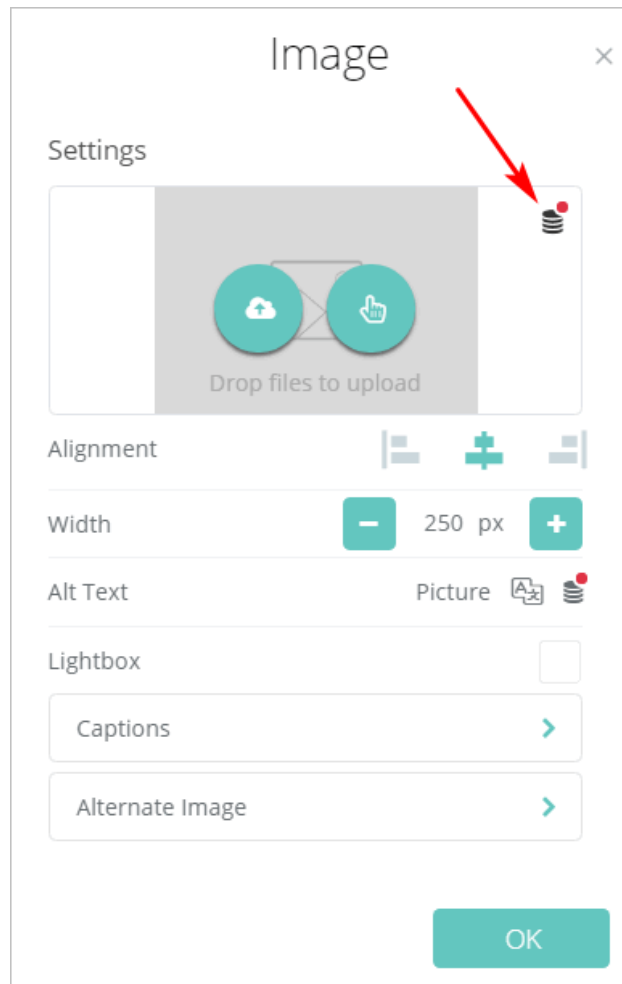 Image
Settings
Drop files to upload
Alignment
Width 250 px
Alt Text Picture
Lightbox
Captions
Alternate Image
OK